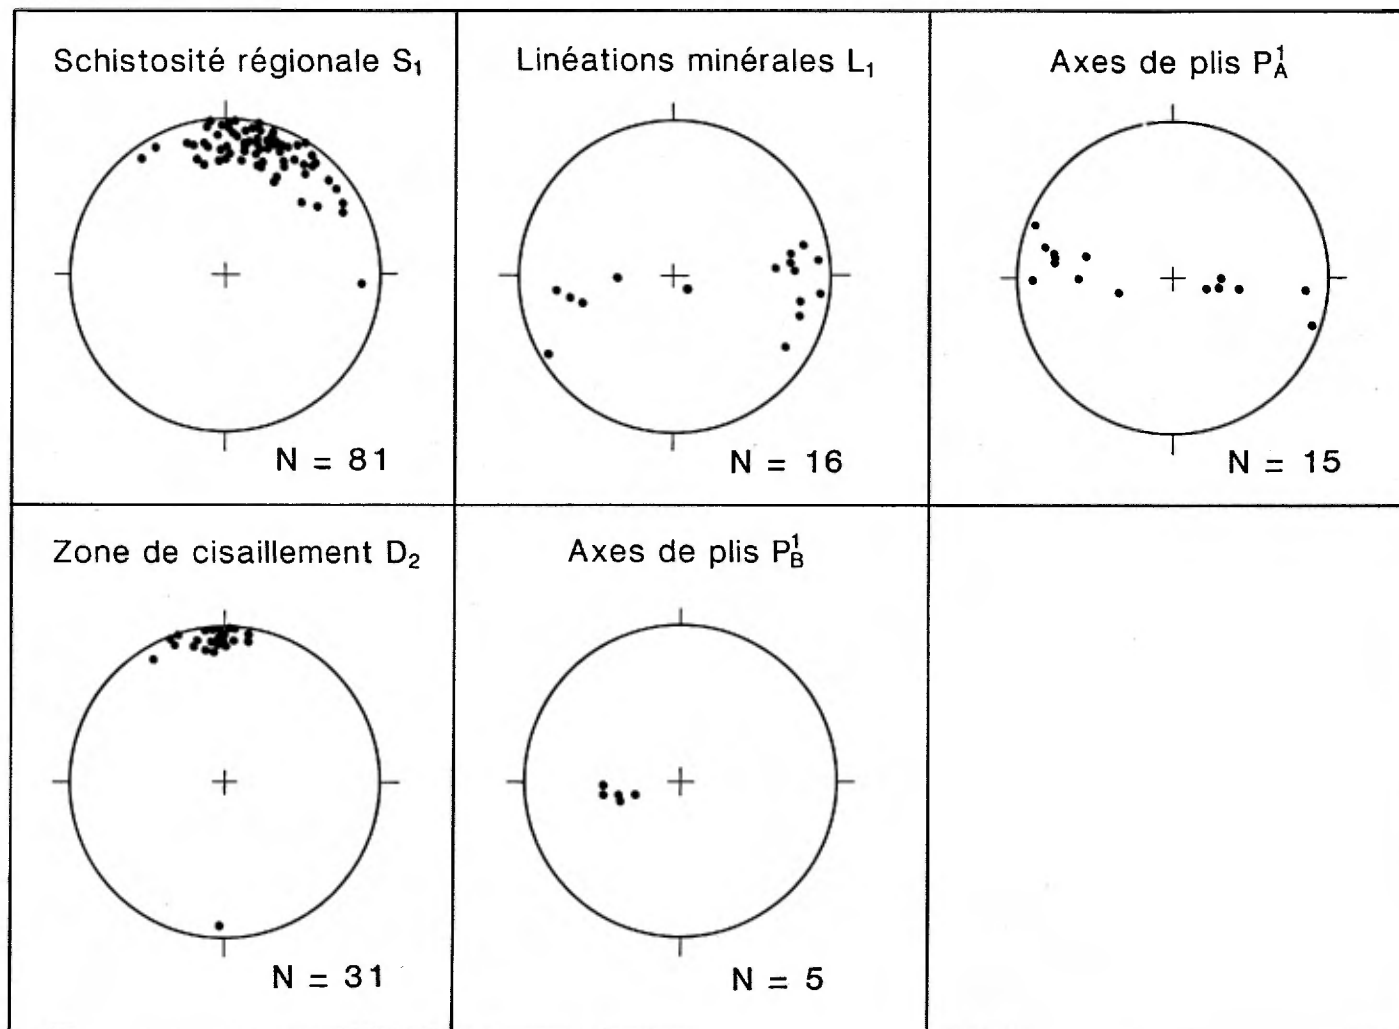 Schistosité régionale S₁
N = 81
Linéations minérales L₁
N = 16
Axes de plis P¹A
N = 15
Zone de cisaillement D₂
N = 31
Axes de plis P¹B
N = 5